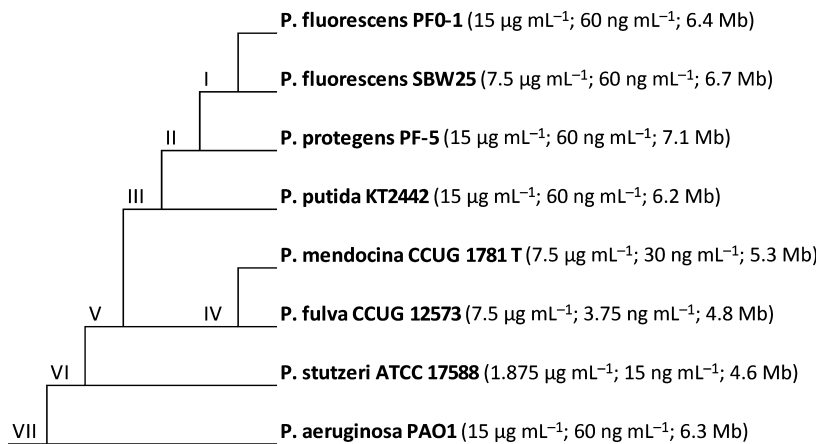 P. fluorescens PF0-1 (15 µg mL⁻¹; 60 ng mL⁻¹; 6.4 Mb)
I P. fluorescens SBW25 (7.5 µg mL⁻¹; 60 ng mL⁻¹; 6.7 Mb)
II P. protegens PF-5 (15 µg mL⁻¹; 60 ng mL⁻¹; 7.1 Mb)
III P. putida KT2442 (15 µg mL⁻¹; 60 ng mL⁻¹; 6.2 Mb)
P. mendocina CCUG 1781 T (7.5 µg mL⁻¹; 30 ng mL⁻¹; 5.3 Mb)
V IV P. fulva CCUG 12573 (7.5 µg mL⁻¹; 3.75 ng mL⁻¹; 4.8 Mb)
VI P. stutzeri ATCC 17588 (1.875 µg mL⁻¹; 15 ng mL⁻¹; 4.6 Mb)
VII P. aeruginosa PAO1 (15 µg mL⁻¹; 60 ng mL⁻¹; 6.3 Mb)